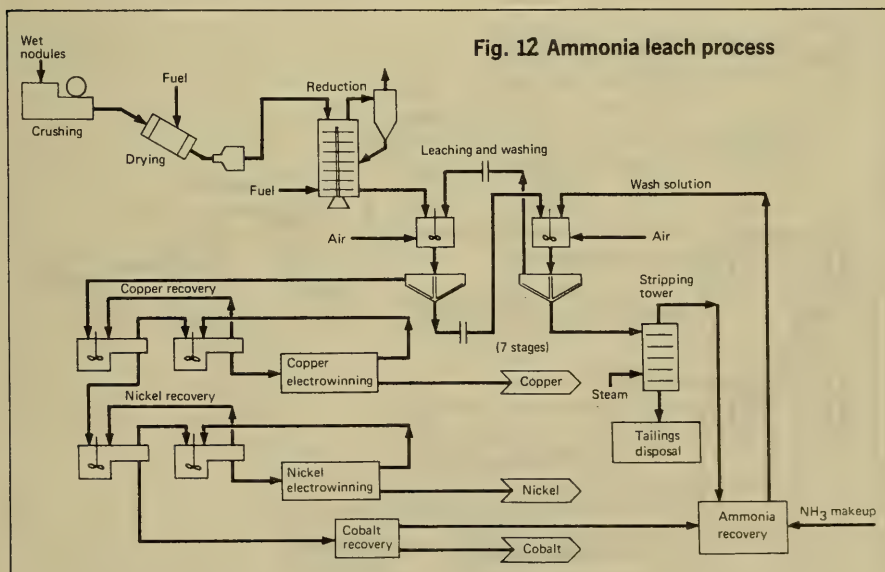 Fig. 12 Ammonia leach process
Wet
nodules
Fuel
Reduction
Crushing
Drying
Leaching and washing
Fuel
Wash solution
Air
Air
Copper recovery
Stripping
tower
(7 stages)
Copper
electrowinning
Copper
Steam
Nickel recovery
Tailings
disposal
Nickel
electrowinning
Nickel
Ammonia
recovery
NH3 makeup
Cobalt
recovery
Cobalt